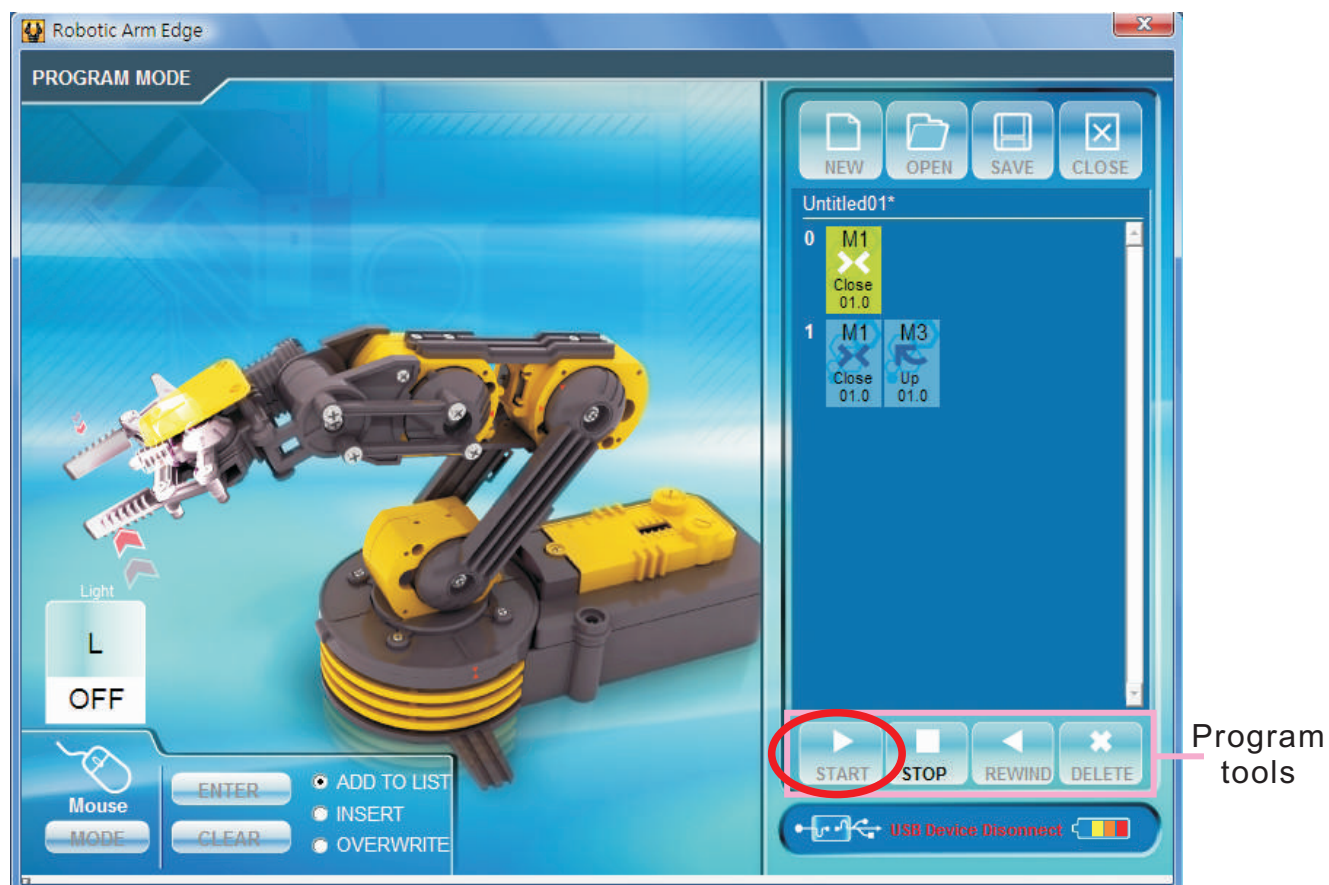 Robotic Arm Edge
PROGRAM MODE
NEW OPEN SAVE CLOSE
Untitled01*
0 M1
Close
01.0
1 M1 M3
Close Up
01.0 01.0
Light
L
OFF
START STOP REWIND DELETE
Program
tools
Mouse
MODE
ENTER
CLEAR
ADD TO LIST
INSERT
OVERWRITE
USB Device Disonnect